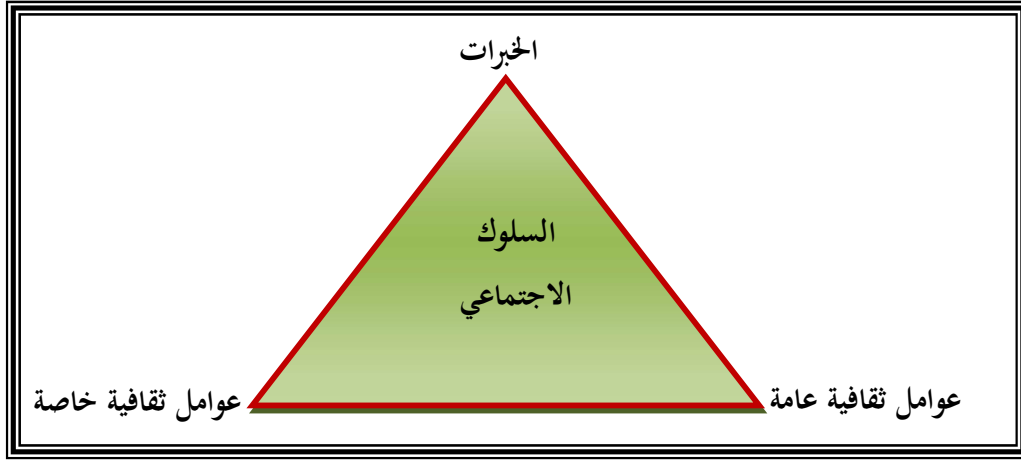 الخبرات
السلوك
الاجتماعي
عوامل ثقافية عامة
عوامل ثقافية خاصة